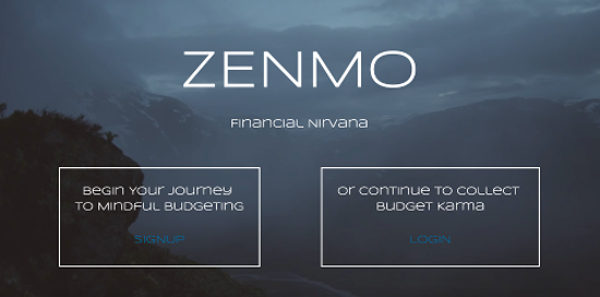 ZENMO
Financial Nirvana
Begin Your Journey
To Mindful Budgeting
SIGNUP
Or Continue To Collect
Budget Karma
LOGIN